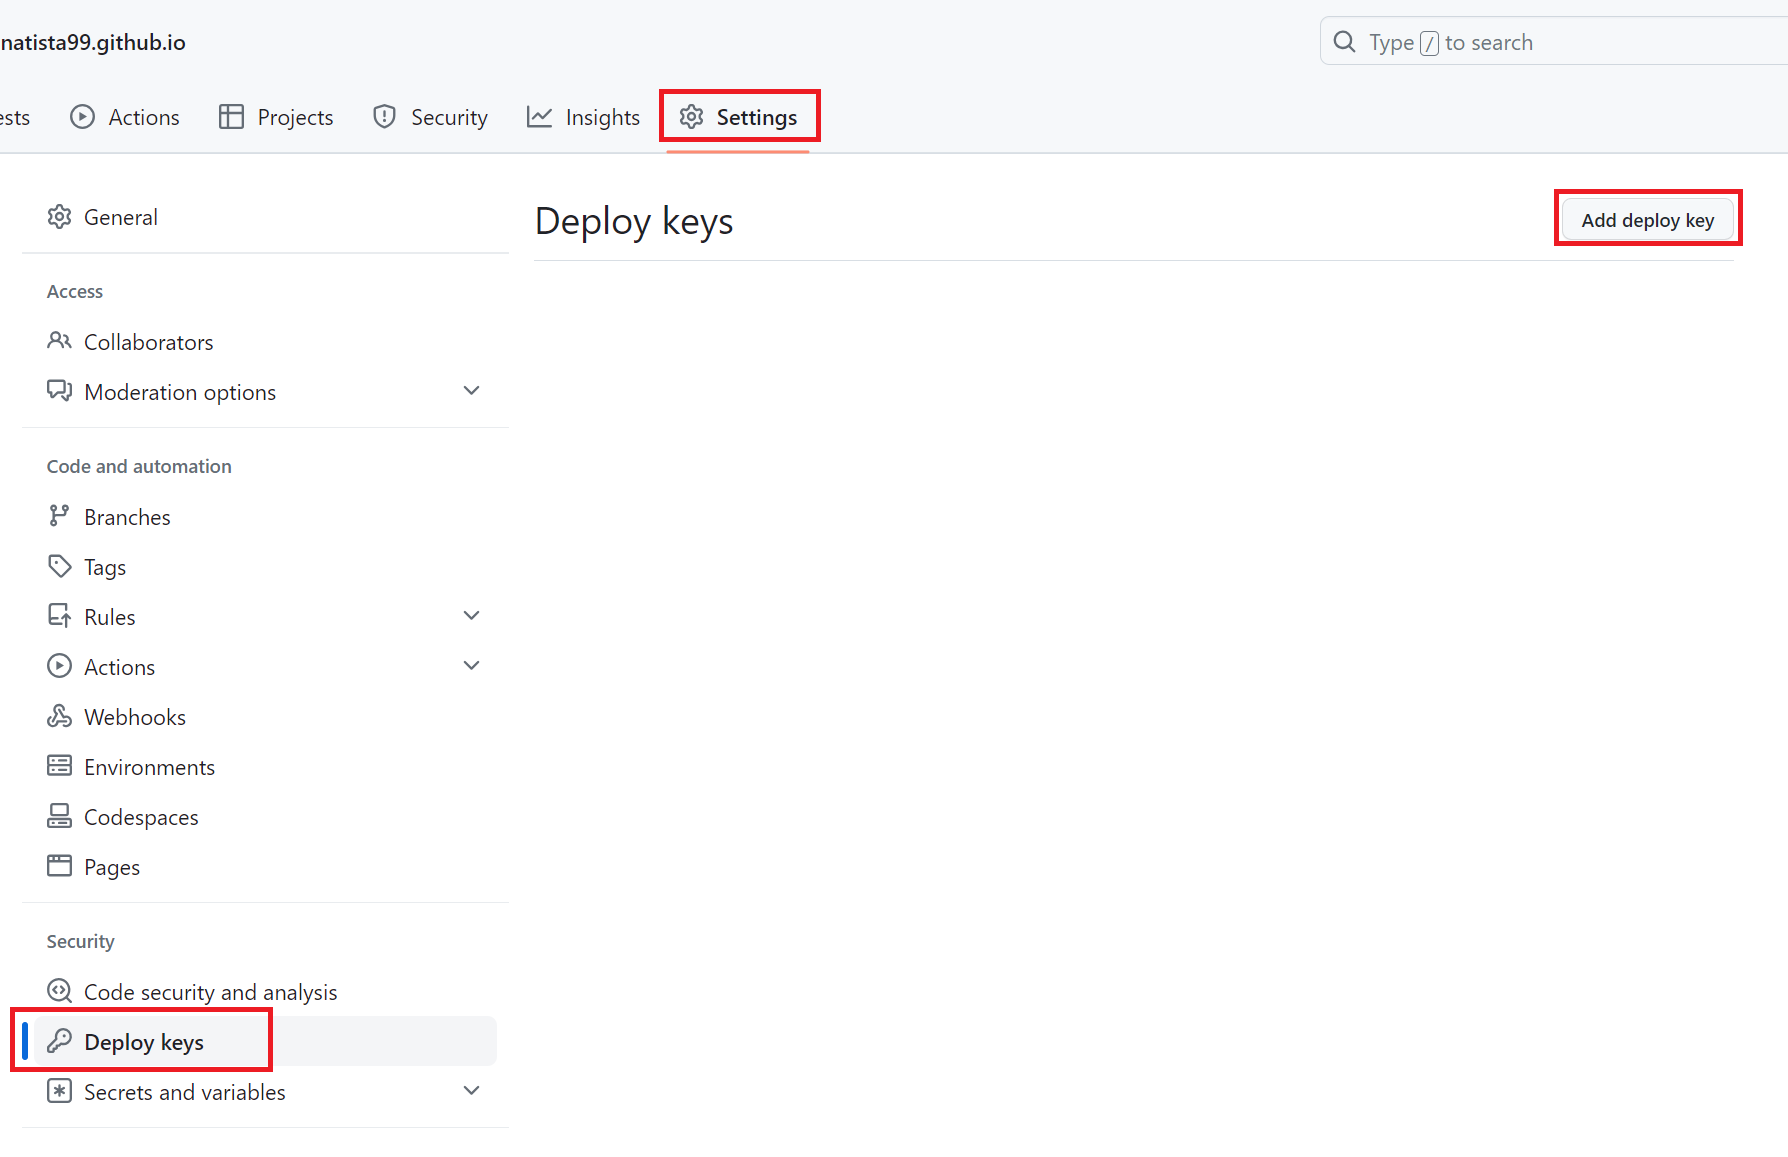 natista99.github.io
Type / to search
ests Actions Projects Security Insights Settings
General
Access
Collaborators
Moderation options
Code and automation
Branches
Tags
Rules
Actions
Webhooks
Environments
Codespaces
Pages
Security
Code security and analysis
Deploy keys
Secrets and variables
Deploy keys
Add deploy key